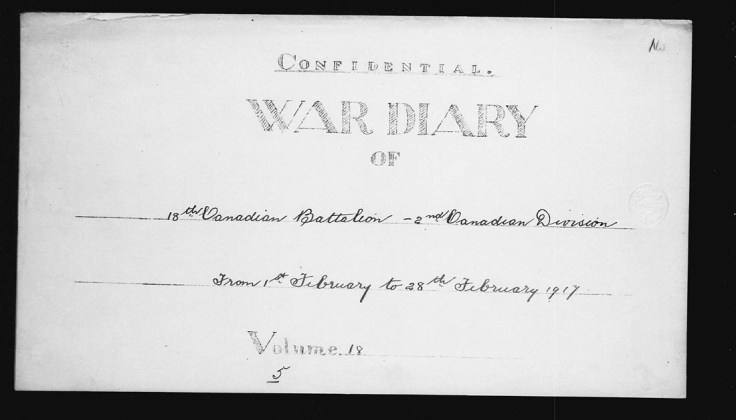 CONFIDENTIAL.
WAR DIARY
OF
18th Canadian Battalion - 2nd Canadian Division
From 1st February to 28th February 1917
Volume. 18
5